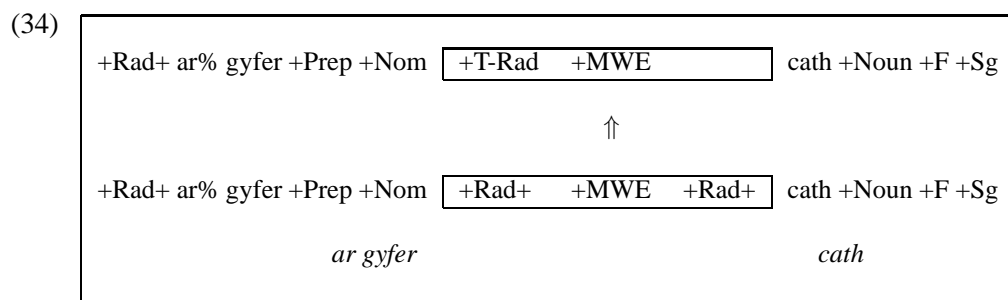 (34)
+Rad+ ar% gyfer +Prep +Nom +T-Rad +MWE cath +Noun +F +Sg
⇑
+Rad+ ar% gyfer +Prep +Nom +Rad+ +MWE +Rad+ cath +Noun +F +Sg
ar gyfer cath